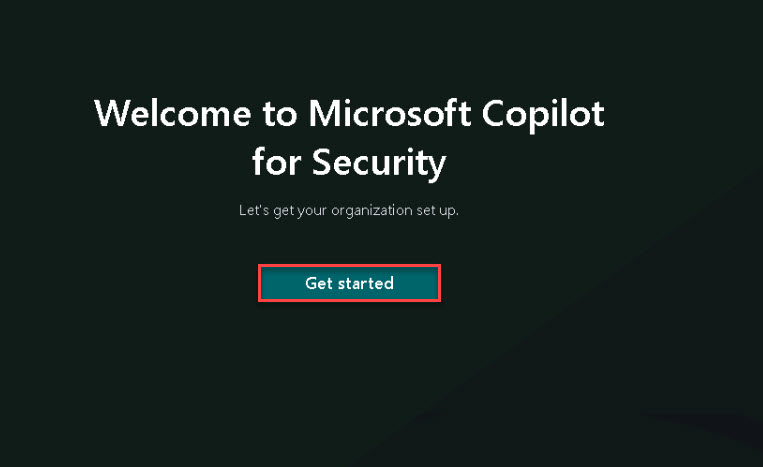 Welcome to Microsoft Copilot
for Security
Let's get your organization set up.
Get started